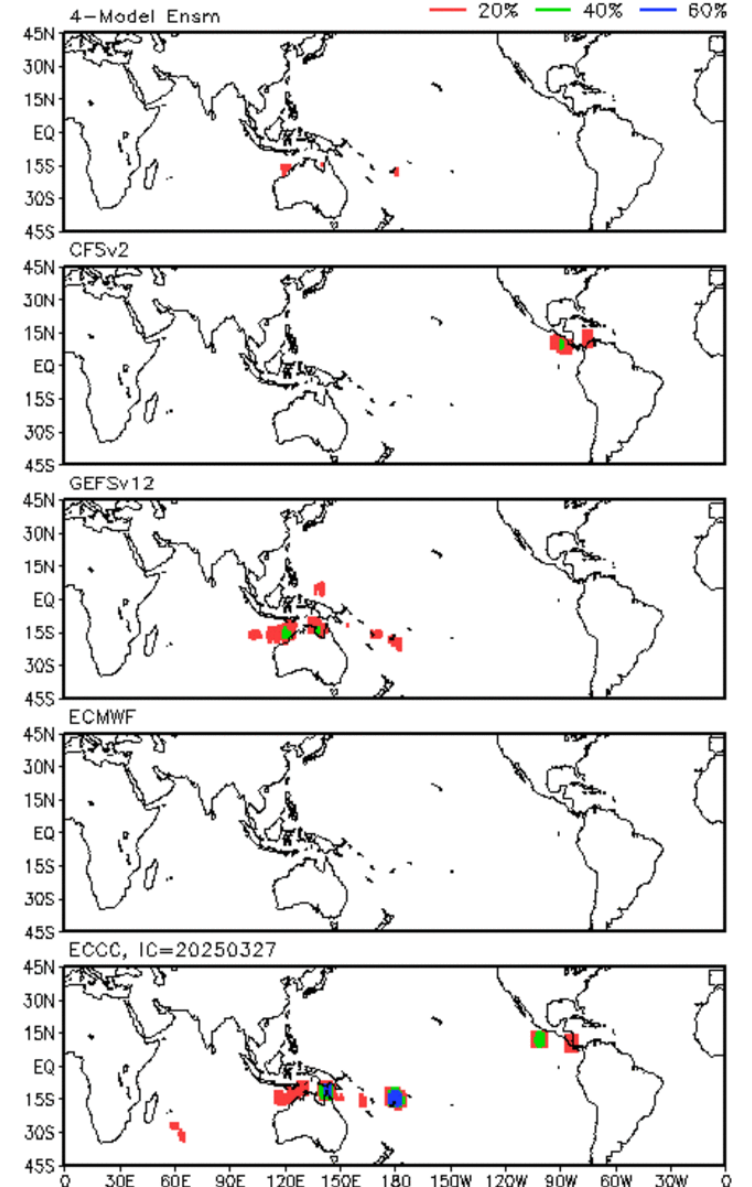 4-Model Ensm 20% 40% 60%
45N
30N
15N
EQ
15S
30S
45S
CFSv2
45N
30N
15N
EQ
15S
30S
45S
GEFSv12
45N
30N
15N
EQ
15S
30S
45S
ECMWF
45N
30N
15N
EQ
15S
30S
45S
ECCC, IC=20250327
45N
30N
15N
EQ
15S
30S
45S
0 30E 60E 90E 120E 150E 180 150W 120W 90W 60W 30W 0